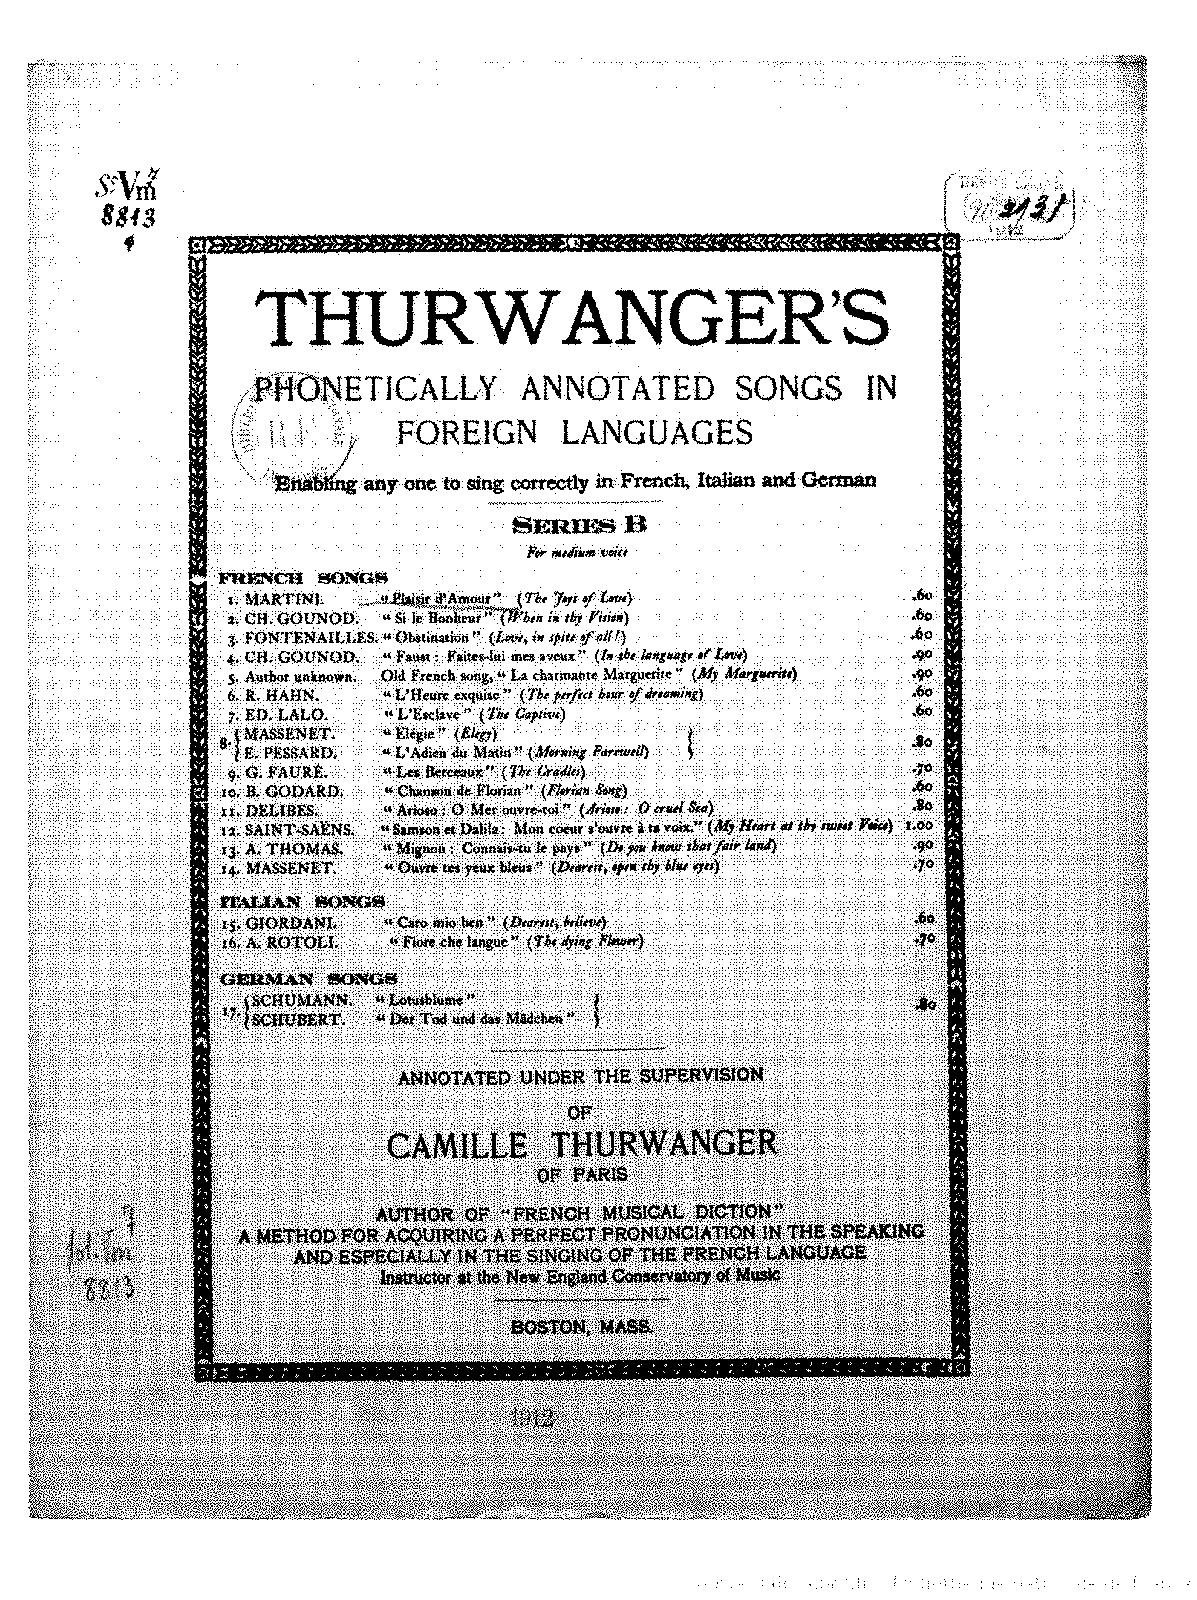 8813
THURWANGER'S
PHONETICALLY ANNOTATED SONGS IN
FOREIGN LANGUAGES
Enabling any one to sing correctly in French, Italian and German
SERIES B
For medium voice
FRENCH SONGS
1. MARTINI. “Plaisir d'Amour” (The Joys of Love) .60
2. CH. GOUNOD. “Si le Bonheur” (When in thy Vision) .60
3. FONTENAILLES. “Obstination” (Love, in spite of all!) .60
4. CH. GOUNOD. “Faust: Faites-lui mes aveux” (In the language of Love) .90
5. Author unknown. Old French song, “La charmante Marguerite” (My Marguerite) .90
6. R. HAHN. “L'Heure exquise” (The perfect hour of dreaming) .60
7. ED. LALO. “L'Esclave” (The Captive) .60
8. MASSENET. “Elégie” (Elegy)
E. PESSARD. “L'Adieu du Matin” (Morning Farewell) .80
9. G. FAURÉ. “Les Berceaux” (The Cradles) .70
10. B. GODARD. “Chanson de Florian” (Florian Song) .60
11. DELIBES. “Arioso: O Mer ouvre-toi” (Arioso: O cruel Sea) .80
12. SAINT-SAËNS. “Samson et Dalila: Mon coeur s'ouvre à ta voix.” (My Heart at thy sweet Voice) 1.00
13. A. THOMAS. “Mignon: Connais-tu le pays” (Do you know that fair land) .90
14. MASSENET. “Ouvre tes yeux bleus” (Dearest, open thy blue eyes) .70
ITALIAN SONGS
15. GIORDANI. “Caro mio ben” (Dearest, believe) .60
16. A. ROTOLI. “Fiore che langue” (The dying Flower) .70
GERMAN SONGS
17. SCHUMANN. “Lotusblume”
SCHUBERT. “Der Tod und das Mädchen” .80
ANNOTATED UNDER THE SUPERVISION
OF
CAMILLE THURWANGER
OF PARIS
AUTHOR OF “FRENCH MUSICAL DICTION”
A METHOD FOR ACQUIRING A PERFECT PRONUNCIATION IN THE SPEAKING
AND ESPECIALLY IN THE SINGING OF THE FRENCH LANGUAGE
Instructor at the New England Conservatory of Music
BOSTON, MASS.
8813
1912